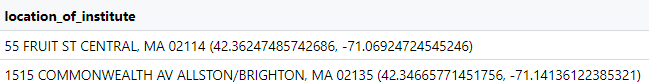 location_of_institute
55 FRUIT ST CENTRAL, MA 02114 (42.36247485742686, -71.06924724545246)
1515 COMMONWEALTH AV ALLSTON/BRIGHTON, MA 02135 (42.34665771451756, -71.14136122385321)